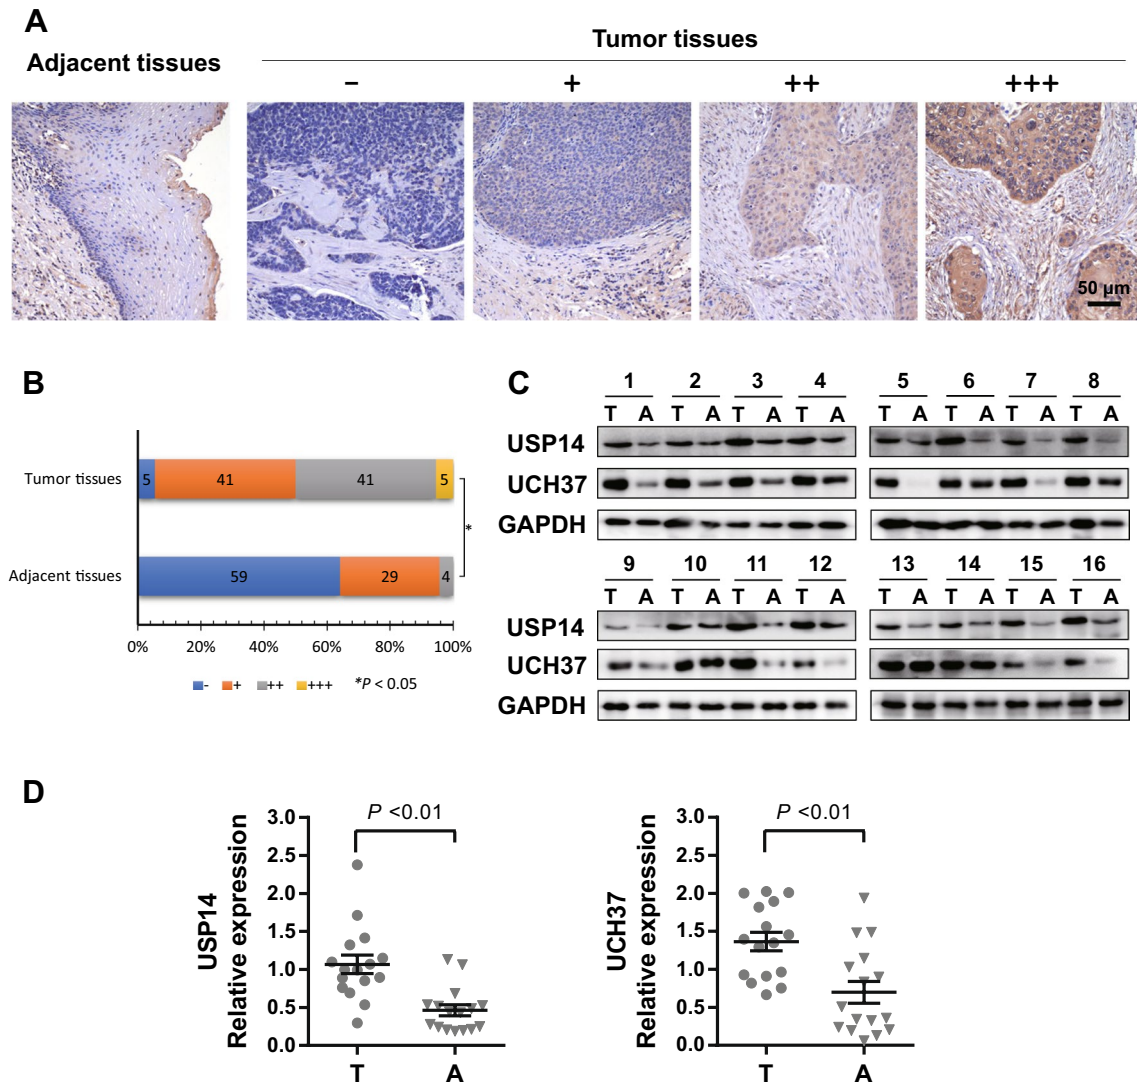 A
Adjacent tissues
Tumor tissues
– + ++ +++
50 µm
B
Tumor tissues
5 41 41 5
*
Adjacent tissues
59 29 4
0% 20% 40% 60% 80% 100%
- + ++ +++ *P < 0.05
C
1 2 3 4 5 6 7 8
T A T A T A T A T A T A T A T A
USP14
UCH37
GAPDH
9 10 11 12 13 14 15 16
T A T A T A T A T A T A T A T A
USP14
UCH37
GAPDH
D
USP14
Relative expression
3.0
2.5
2.0
1.5
1.0
0.5
0.0
P <0.01
T A
UCH37
Relative expression
3.0
2.5
2.0
1.5
1.0
0.5
0.0
P <0.01
T A